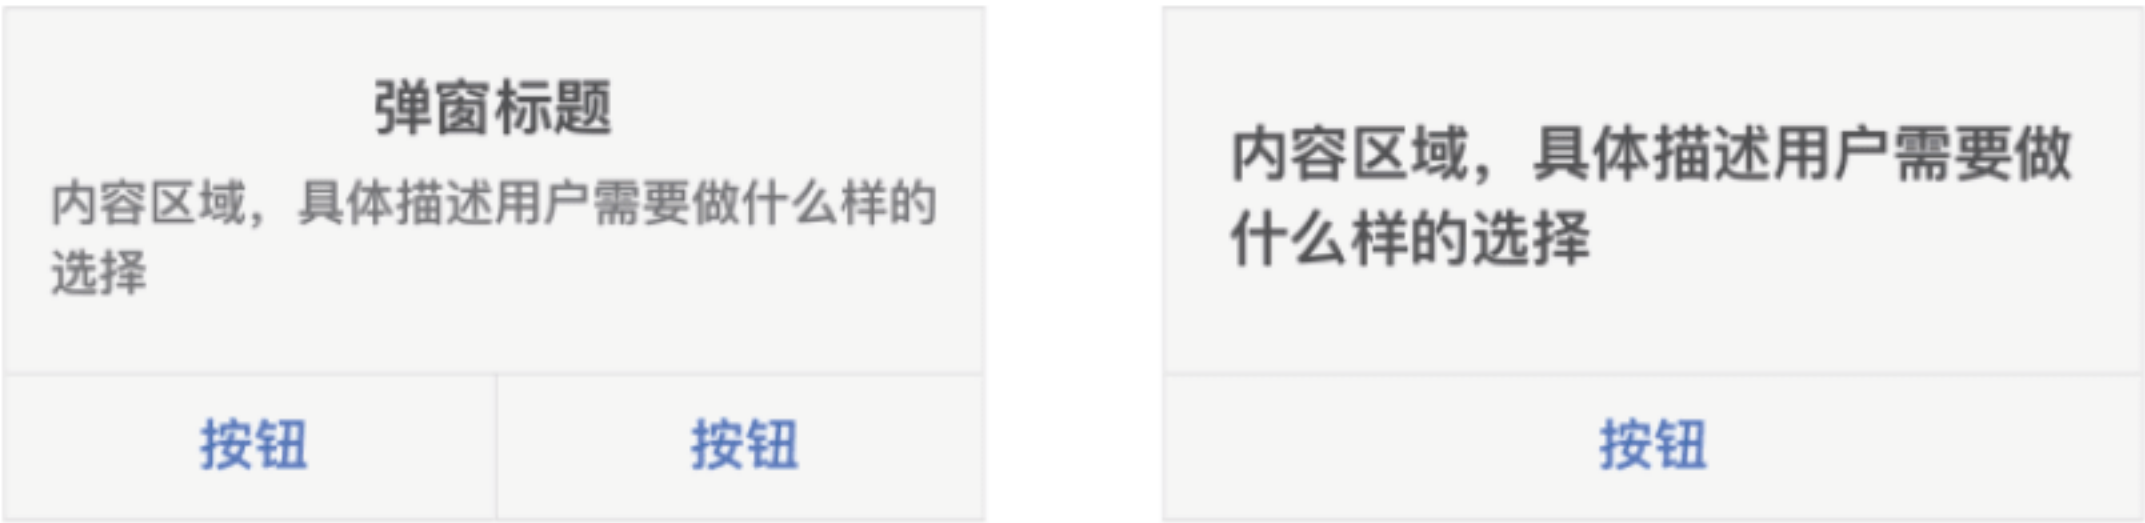 弹窗标题
内容区域，具体描述用户需要做什么样的
选择
按钮
按钮
内容区域，具体描述用户需要做
什么样的选择
按钮